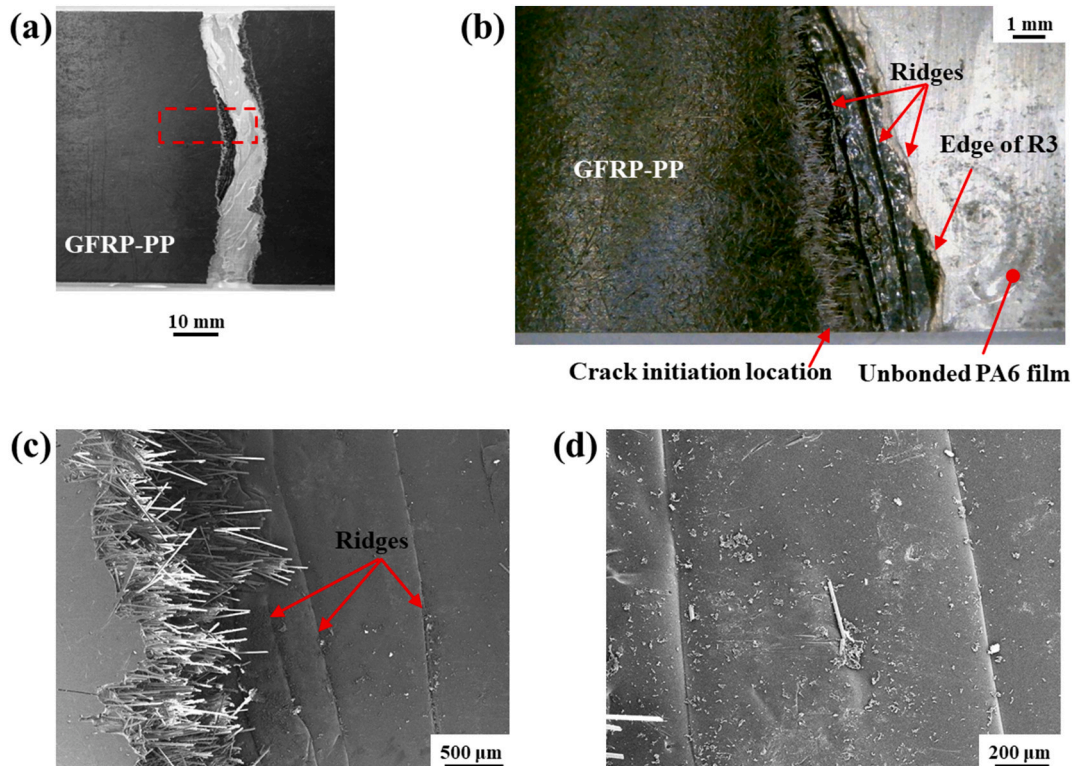 (a)
GFRP-PP
10 mm
(b)
1 mm
Ridges
Edge of R3
GFRP-PP
Crack initiation location
Unbonded PA6 film
(c)
Ridges
500 μm
(d)
200 μm